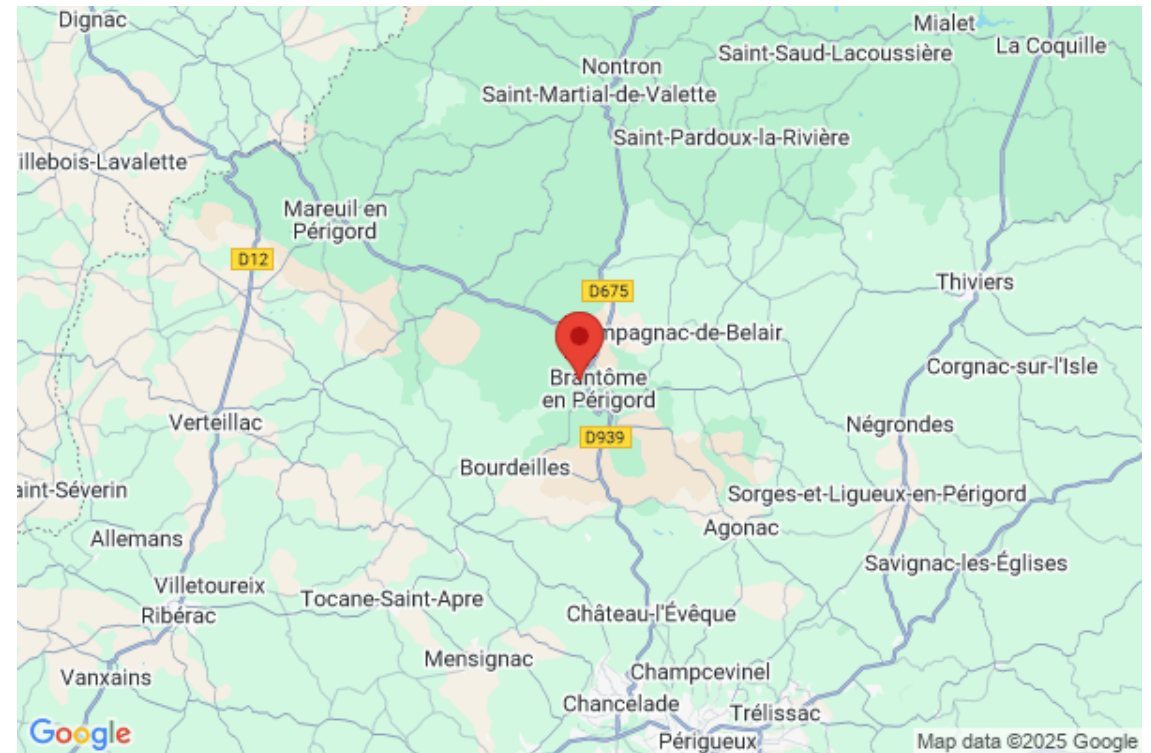 Dignac
Mialet
Saint-Saud-Lacoussière
La Coquille
Nontron
Saint-Martial-de-Valette
Saint-Pardoux-la-Rivière
illebois-Lavalette
Mareuil en
Périgord
D12
D675
Thiviers
mpagnac-de-Belair
Corgnac-sur-l'Isle
Brantôme
en Périgord
Verteillac
Négrondes
D939
Bourdeilles
aint-Séverin
Sorges-et-Ligueux-en-Périgord
Agonac
Allemans
Savignac-les-Églises
Villetoureix
Tocane-Saint-Apre
Ribérac
Château-l'Évêque
Mensignac
Vanxains
Champcevinel
Chancelade
Trélissac
Périgueux
Google
Map data ©2025 Google